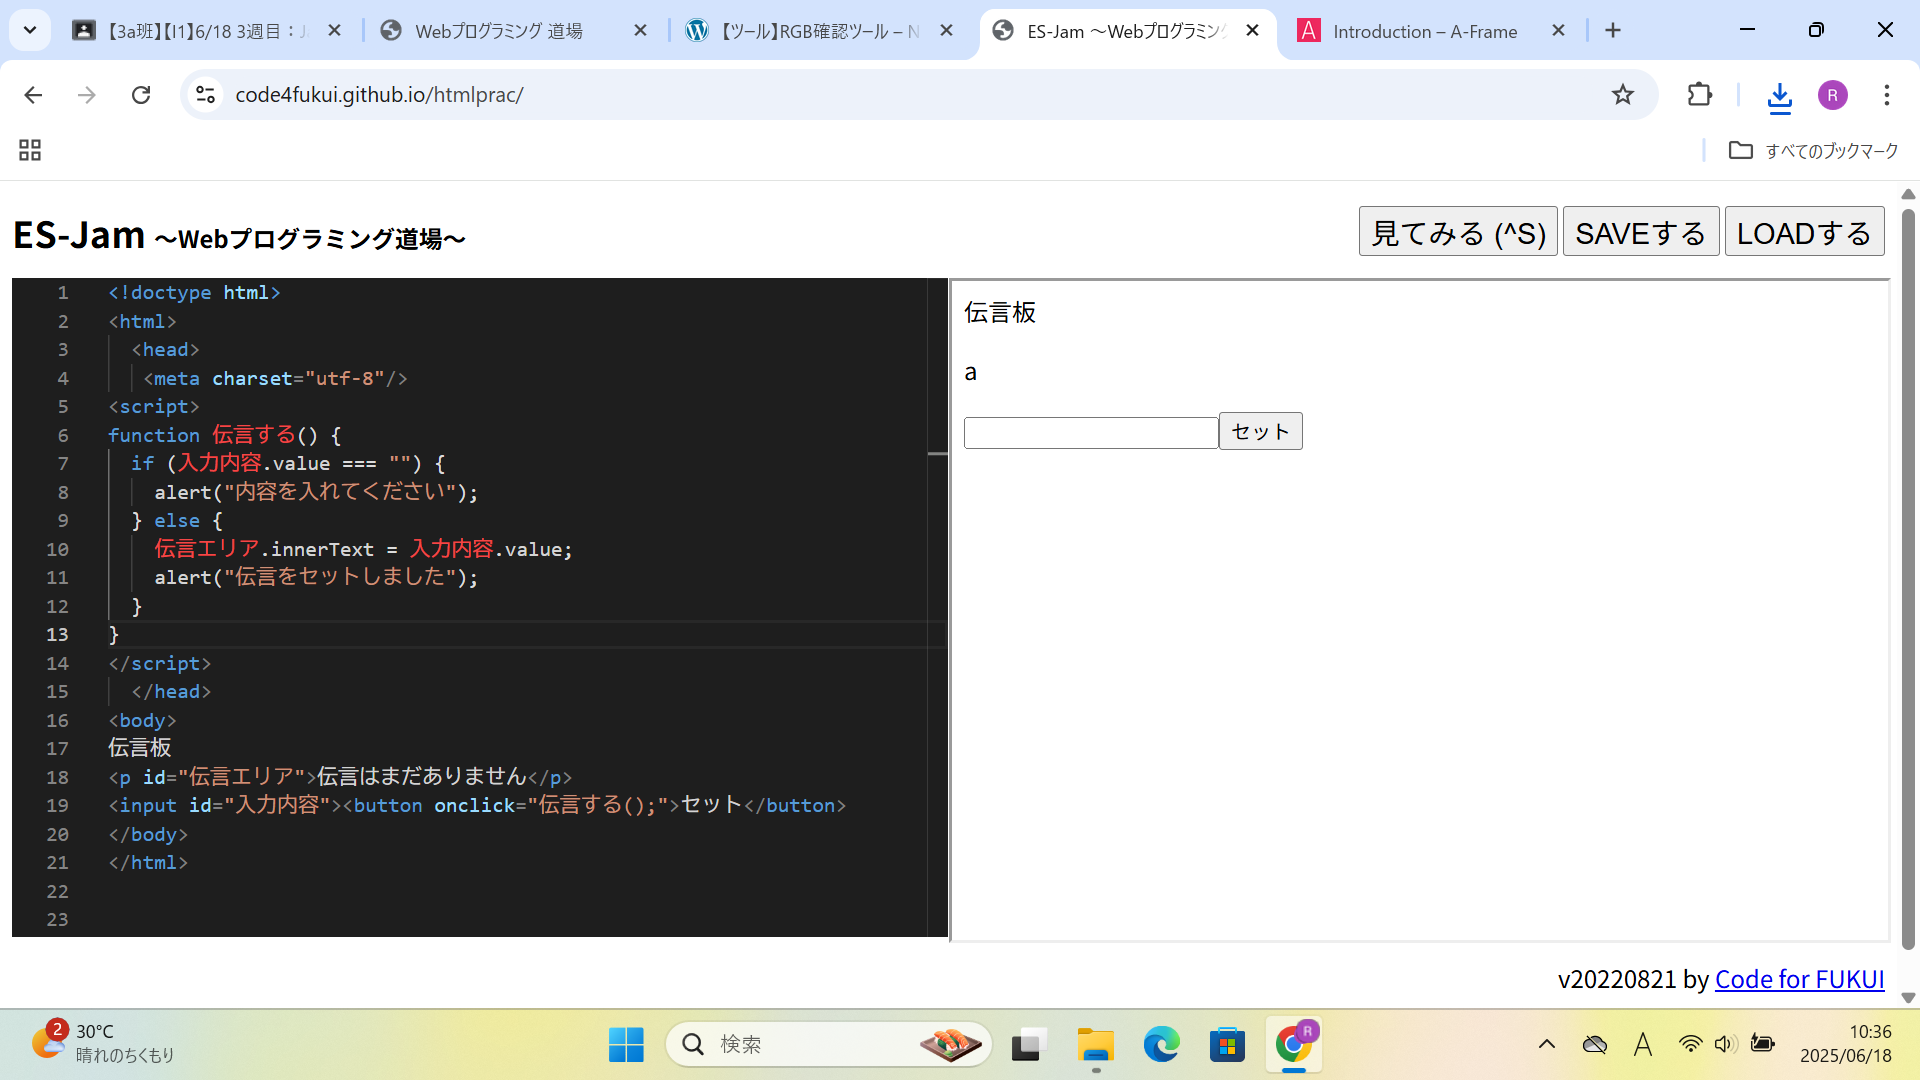 【3a班】【I1】6/18 3週目：J
Webプログラミング 道場
【ツール】RGB確認ツール – N
ES-Jam ～Webプログラミン
Introduction – A-Frame
code4fukui.github.io/htmlprac/
R
すべてのブックマーク
ES-Jam ～Webプログラミング道場～
見てみる (^S)
SAVEする
LOADする
1 <!doctype html>
2 <html>
3 <head>
4 <meta charset="utf-8"/>
5 <script>
6 function 伝言する() {
7 if (入力内容.value === "") {
8 alert("内容を入れてください");
9 } else {
10 伝言エリア.innerText = 入力内容.value;
11 alert("伝言をセットしました");
12 }
13 }
14 </script>
15 </head>
16 <body>
17 伝言板
18 <p id="伝言エリア">伝言はまだありません</p>
19 <input id="入力内容"><button onclick="伝言する();">セット</button>
20 </body>
21 </html>
22
23
伝言板
a
セット
v20220821 by Code for FUKUI
2
30°C
晴れのちくもり
検索
R
A
10:36
2025/06/18